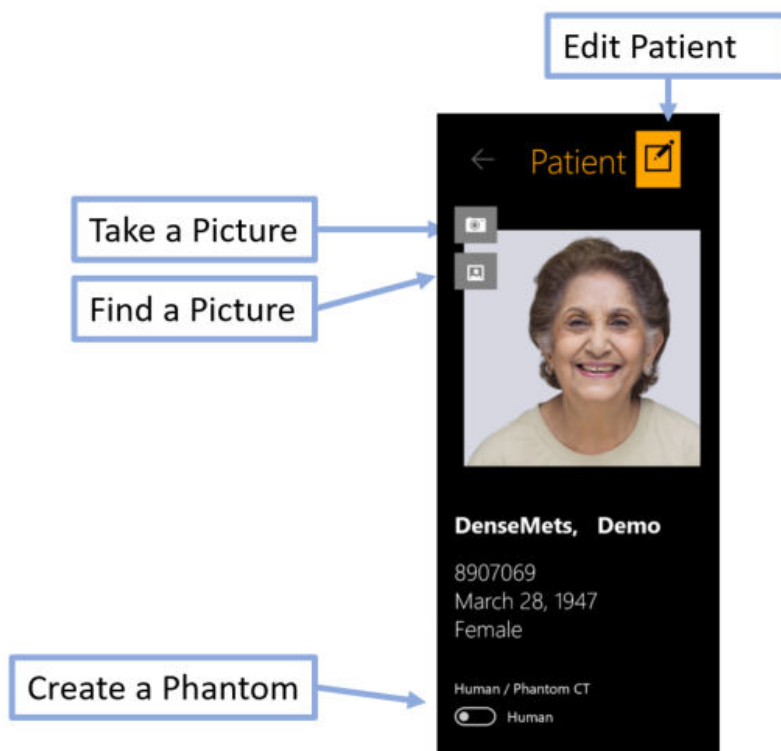 Edit Patient
Patient
Take a Picture
Find a Picture
DenseMets, Demo
8907069
March 28, 1947
Female
Create a Phantom
Human / Phantom CT
Human